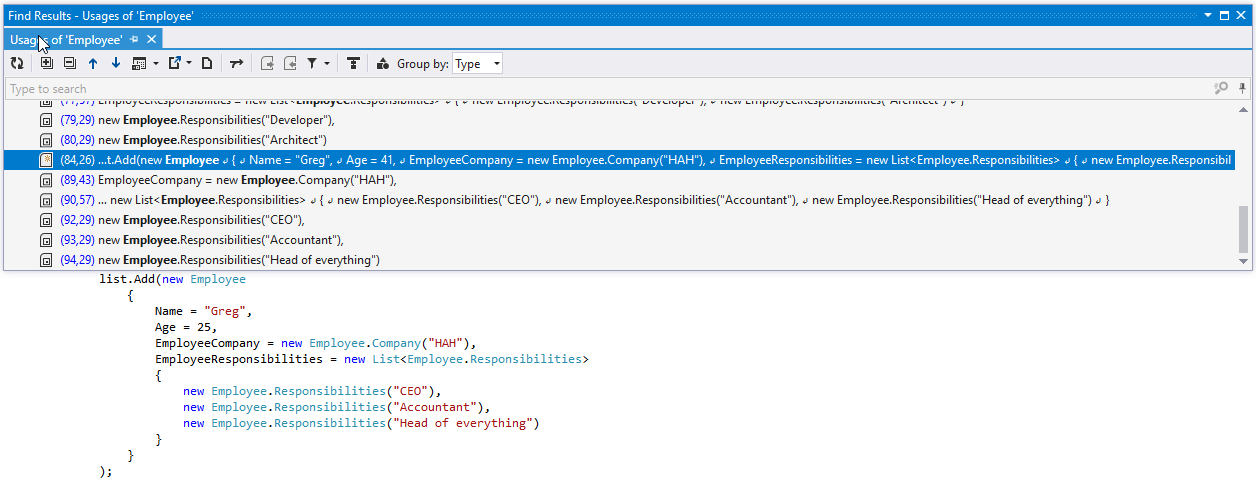 Find Results - Usages of 'Employee'
Usages of 'Employee'
Group by: Type
Type to search
(77,57) EmployeeResponsibilities = new List<Employee.Responsibilities> ↲ { ↲ new Employee.Responsibilities("Developer"), ↲ new Employee.Responsibilities("Architect") ↲ }
(79,29) new Employee.Responsibilities("Developer"),
(80,29) new Employee.Responsibilities("Architect")
(84,26) ...t.Add(new Employee ↲ { ↲ Name = "Greg", ↲ Age = 41, ↲ EmployeeCompany = new Employee.Company("HAH"), ↲ EmployeeResponsibilities = new List<Employee.Responsibilities> ↲ { ↲ new Employee.Responsibil
(89,43) EmployeeCompany = new Employee.Company("HAH"),
(90,57) ... new List<Employee.Responsibilities> ↲ { ↲ new Employee.Responsibilities("CEO"), ↲ new Employee.Responsibilities("Accountant"), ↲ new Employee.Responsibilities("Head of everything") ↲ }
(92,29) new Employee.Responsibilities("CEO"),
(93,29) new Employee.Responsibilities("Accountant"),
(94,29) new Employee.Responsibilities("Head of everything")
list.Add(new Employee
{
Name = "Greg",
Age = 25,
EmployeeCompany = new Employee.Company("HAH"),
EmployeeResponsibilities = new List<Employee.Responsibilities>
{
new Employee.Responsibilities("CEO"),
new Employee.Responsibilities("Accountant"),
new Employee.Responsibilities("Head of everything")
}
}
);